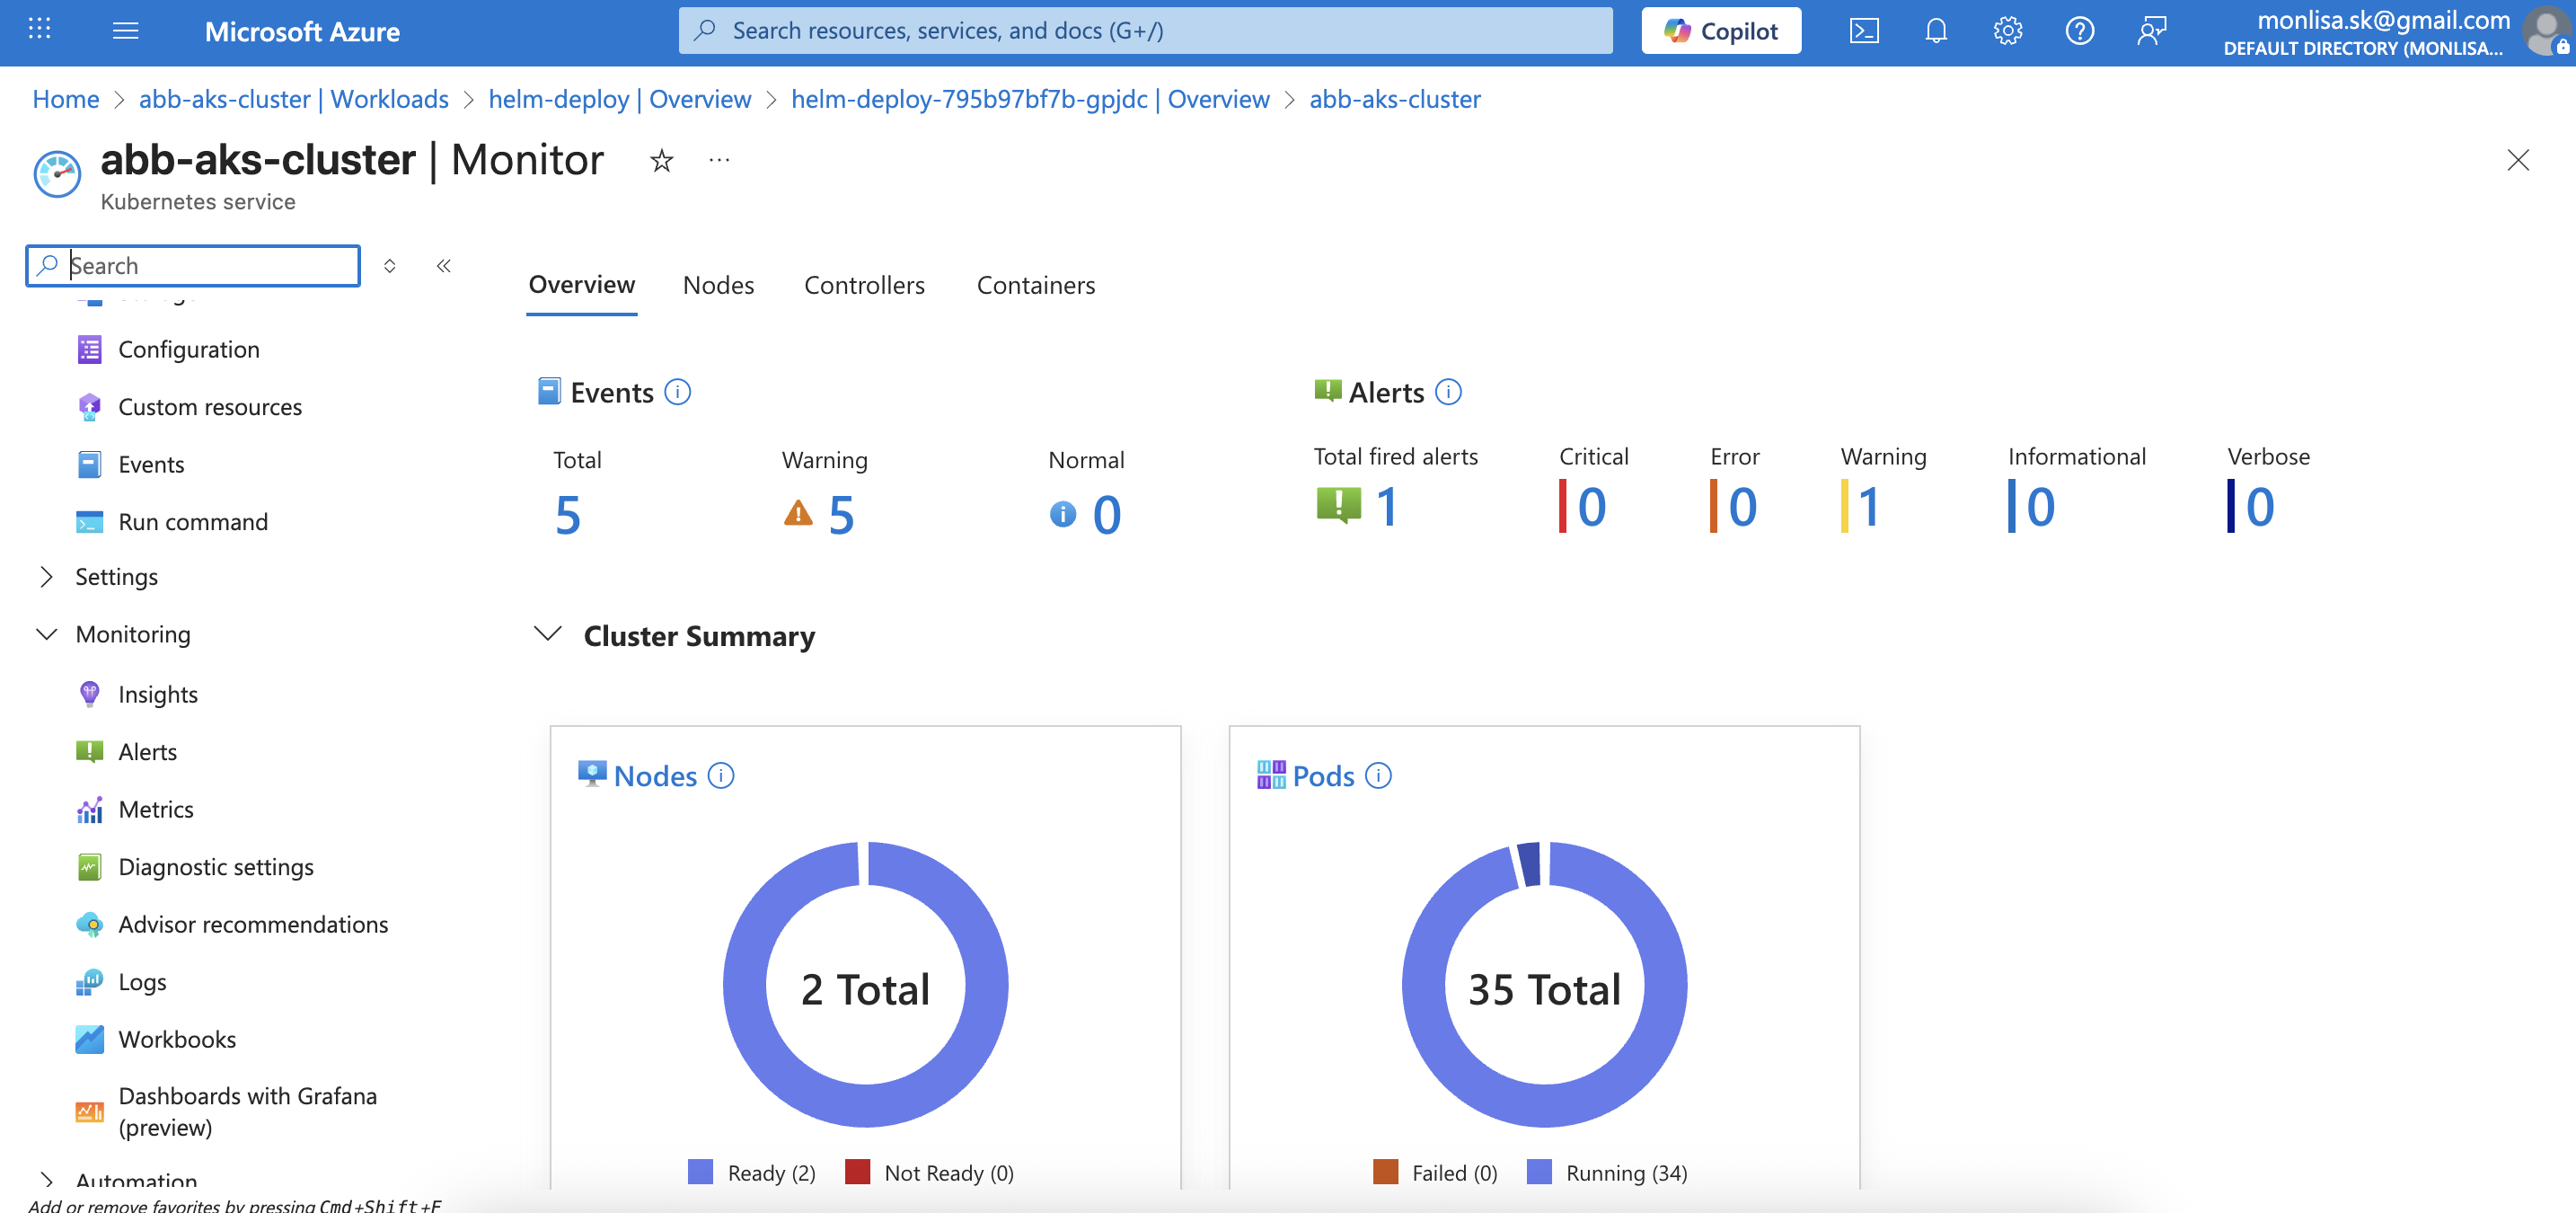 Microsoft Azure
Search resources, services, and docs (G+/)
Copilot
monlisa.sk@gmail.com
DEFAULT DIRECTORY (MONLISA...
Home > abb-aks-cluster | Workloads > helm-deploy | Overview > helm-deploy-795b97bf7b-gpjdc | Overview > abb-aks-cluster
abb-aks-cluster | Monitor
Kubernetes service
Search
Configuration
Custom resources
Events
Run command
Settings
Monitoring
Insights
Alerts
Metrics
Diagnostic settings
Advisor recommendations
Logs
Workbooks
Dashboards with Grafana
(preview)
Automation
Add or remove favorites by pressing Cmd+Shift+F
Overview Nodes Controllers Containers
Events
Total Warning Normal
5 5 0
Alerts
Total fired alerts Critical Error Warning Informational Verbose
1 0 0 1 0 0
Cluster Summary
Nodes
2 Total
Ready (2) Not Ready (0)
Pods
35 Total
Failed (0) Running (34)